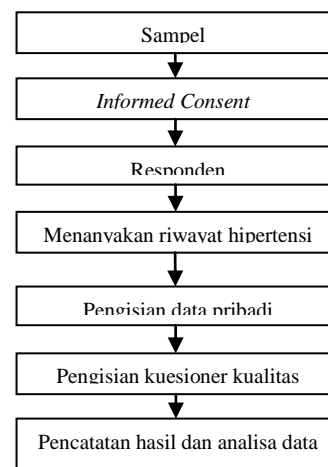 Sampel
Informed Consent
Responden
Menanyakan riwayat hipertensi
Pengisian data pribadi
Pengisian kuesioner kualitas
Pencatatan hasil dan analisa data